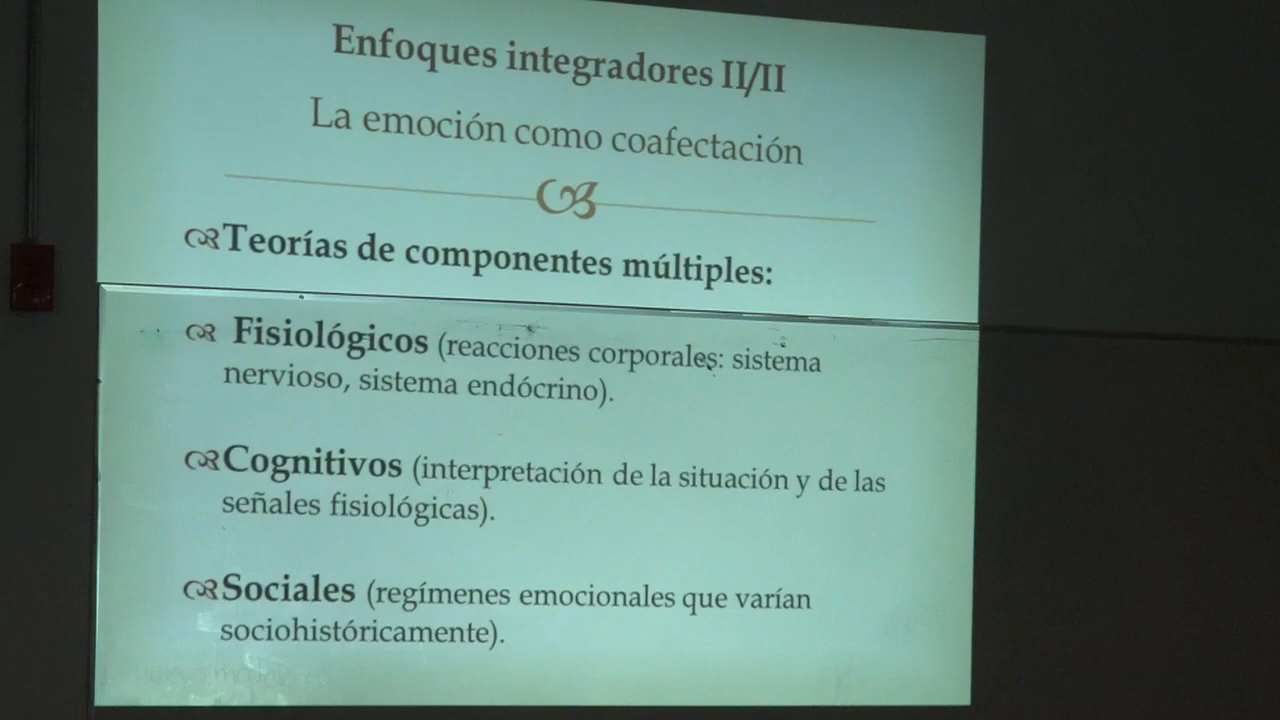 Enfoques integradores II/II
La emoción como coafectación
Teorías de componentes múltiples:
Fisiológicos (reacciones corporales: sistema
nervioso, sistema endócrino).
Cognitivos (interpretación de la situación y de las
señales fisiológicas).
Sociales (regímenes emocionales que varían
sociohistóricamente).